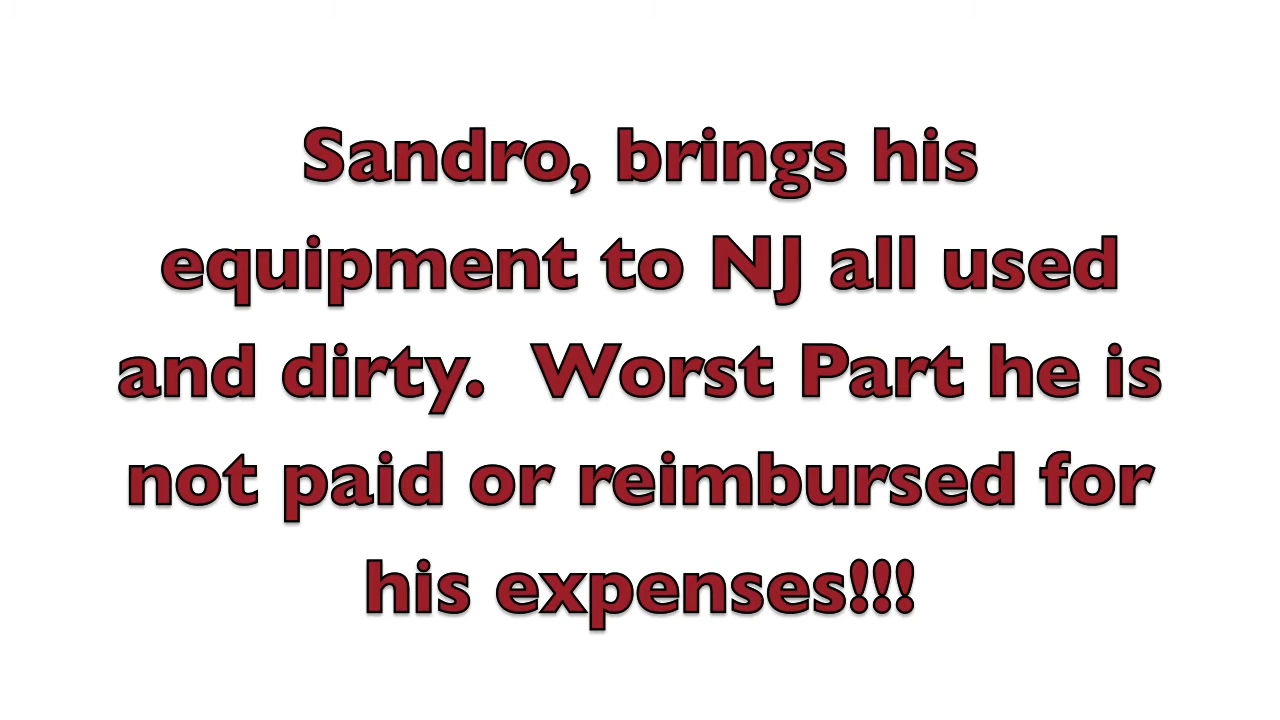 Sandro, brings his
equipment to NJ all used
and dirty.  Worst Part he is
not paid or reimbursed for
his expenses!!!